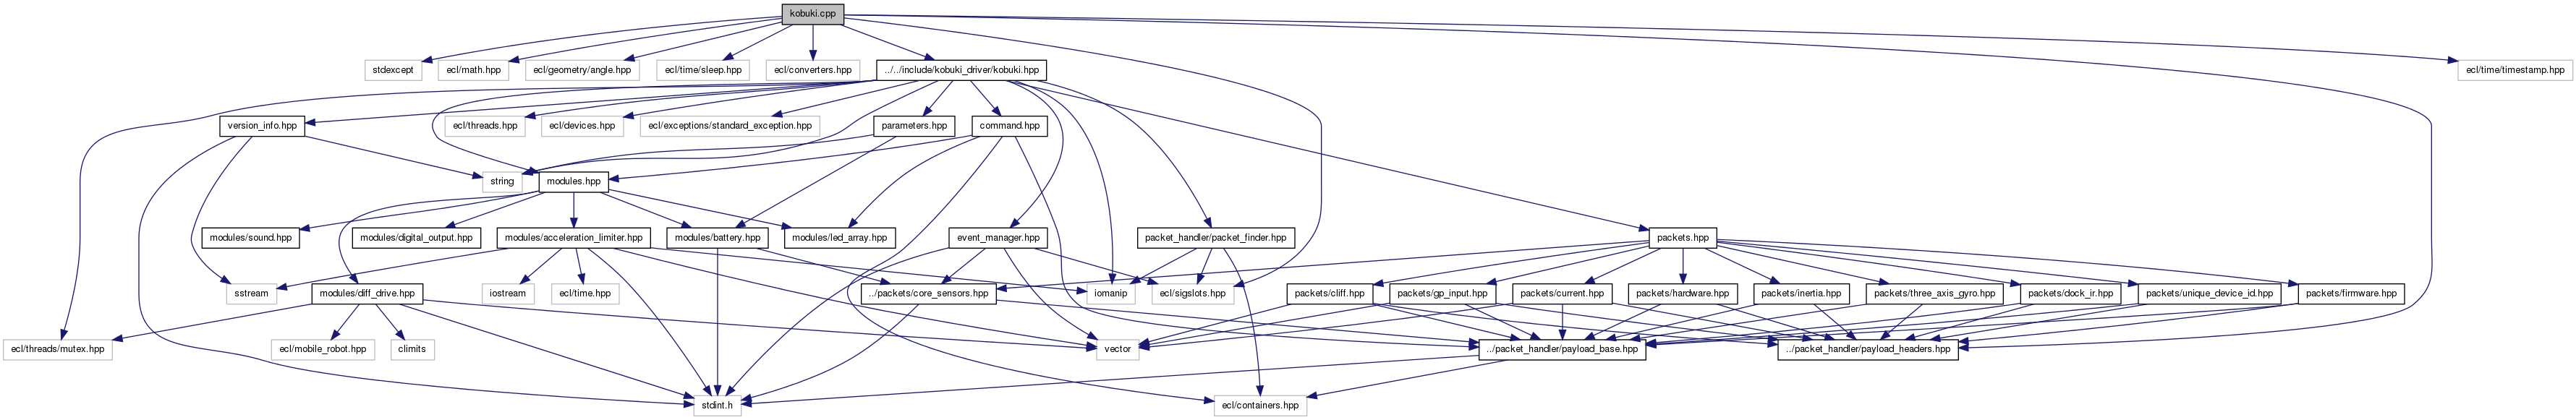 kobuki.cpp
stdexcept
ecl/math.hpp
ecl/geometry/angle.hpp
ecl/time/sleep.hpp
ecl/converters.hpp
../../include/kobuki_driver/kobuki.hpp
ecl/time/timestamp.hpp
version_info.hpp
ecl/threads.hpp
ecl/devices.hpp
ecl/exceptions/standard_exception.hpp
parameters.hpp
command.hpp
string
modules.hpp
modules/sound.hpp
modules/digital_output.hpp
modules/acceleration_limiter.hpp
modules/battery.hpp
modules/led_array.hpp
event_manager.hpp
packet_handler/packet_finder.hpp
packets.hpp
sstream
modules/diff_drive.hpp
iostream
ecl/time.hpp
../packets/core_sensors.hpp
iomanip
ecl/sigslots.hpp
packets/cliff.hpp
packets/gp_input.hpp
packets/current.hpp
packets/hardware.hpp
packets/inertia.hpp
packets/three_axis_gyro.hpp
packets/dock_ir.hpp
packets/unique_device_id.hpp
packets/firmware.hpp
ecl/threads/mutex.hpp
ecl/mobile_robot.hpp
climits
vector
../packet_handler/payload_base.hpp
../packet_handler/payload_headers.hpp
stdint.h
ecl/containers.hpp